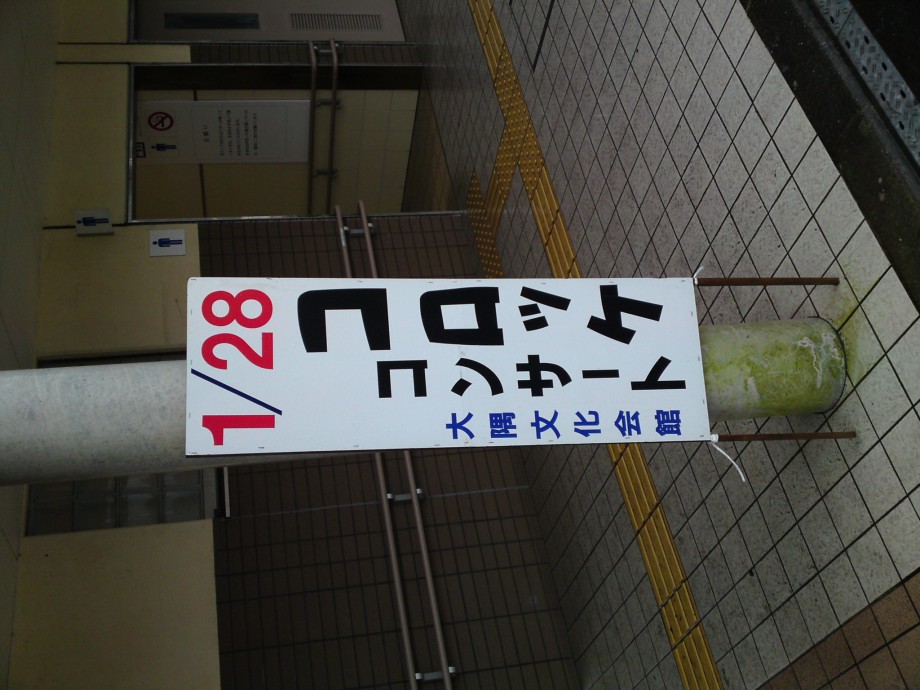 1/28
コロッケ
コンサート
大隅文化会館